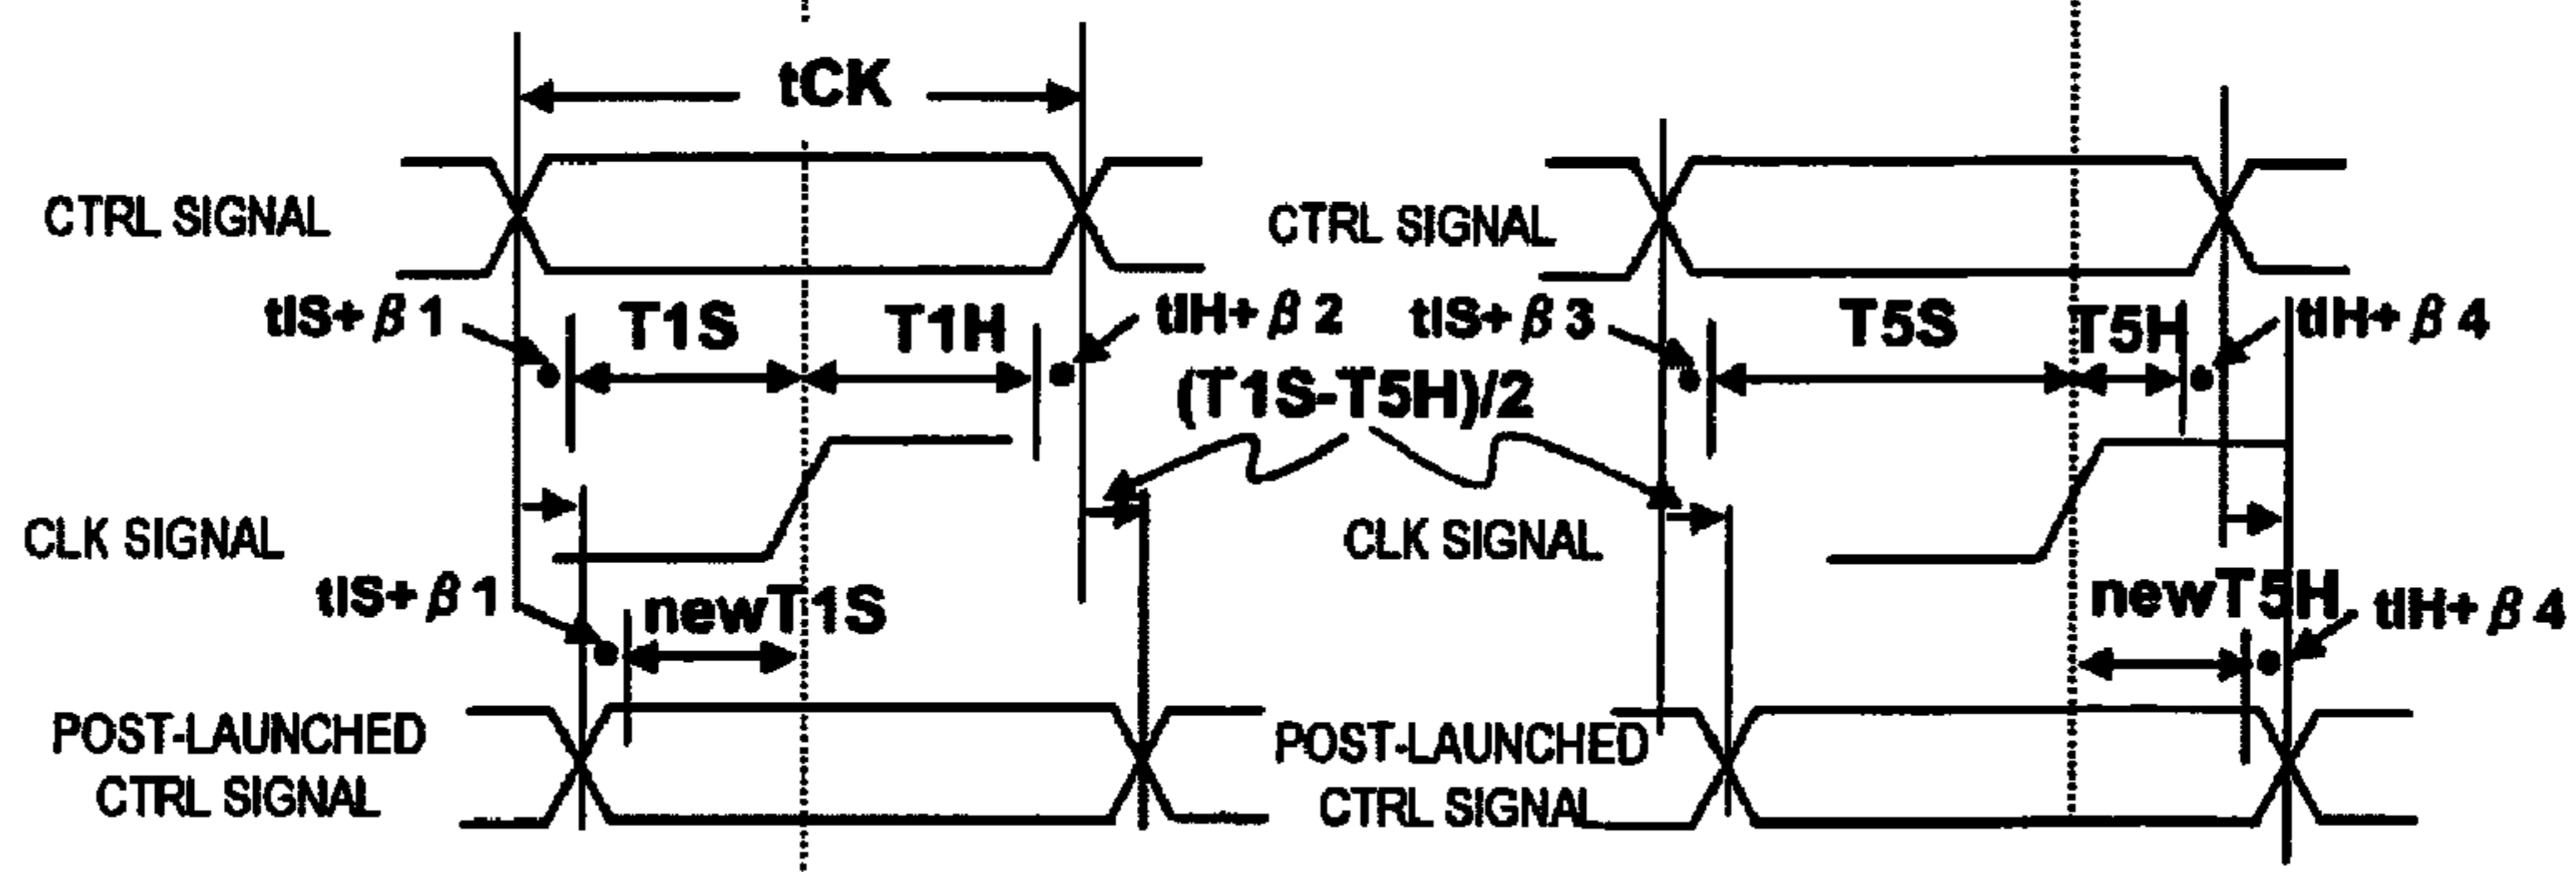 tCK
CTRL SIGNAL
CTRL SIGNAL
tIS+β1
T1S
T1H
tIH+β2
tIS+β3
T5S
T5H
tIH+β4
(T1S-T5H)/2
CLK SIGNAL
CLK SIGNAL
tIS+β1
newT1S
newT5H
tIH+β4
POST-LAUNCHED
CTRL SIGNAL
POST-LAUNCHED
CTRL SIGNAL